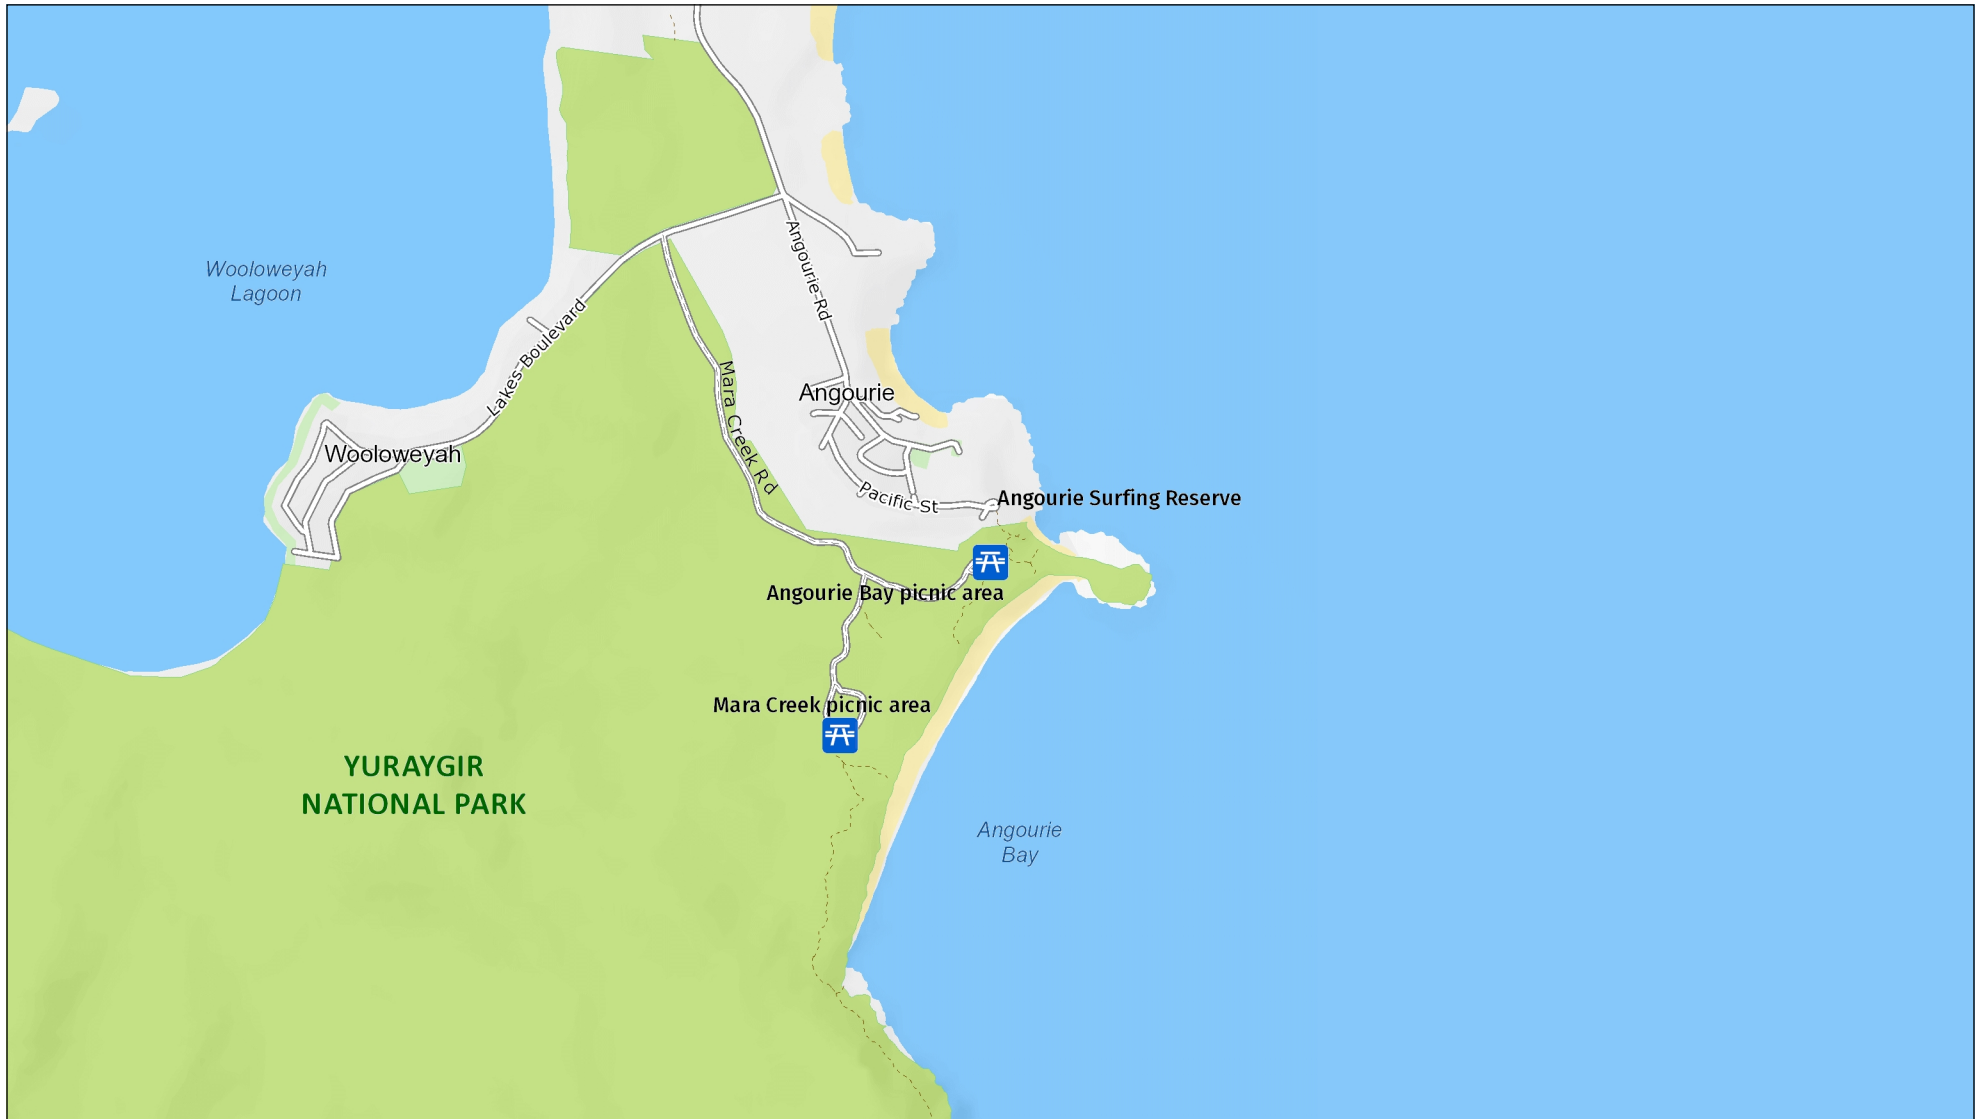 Wooloweyah
Lagoon
Angourie Rd
Lakes Boulevard
Mara Creek Rd
Angourie
Wooloweyah
Pacific St
Angourie Surfing Reserve
Angourie Bay picnic area
Mara Creek picnic area
YURAYGIR
NATIONAL PARK
Angourie
Bay